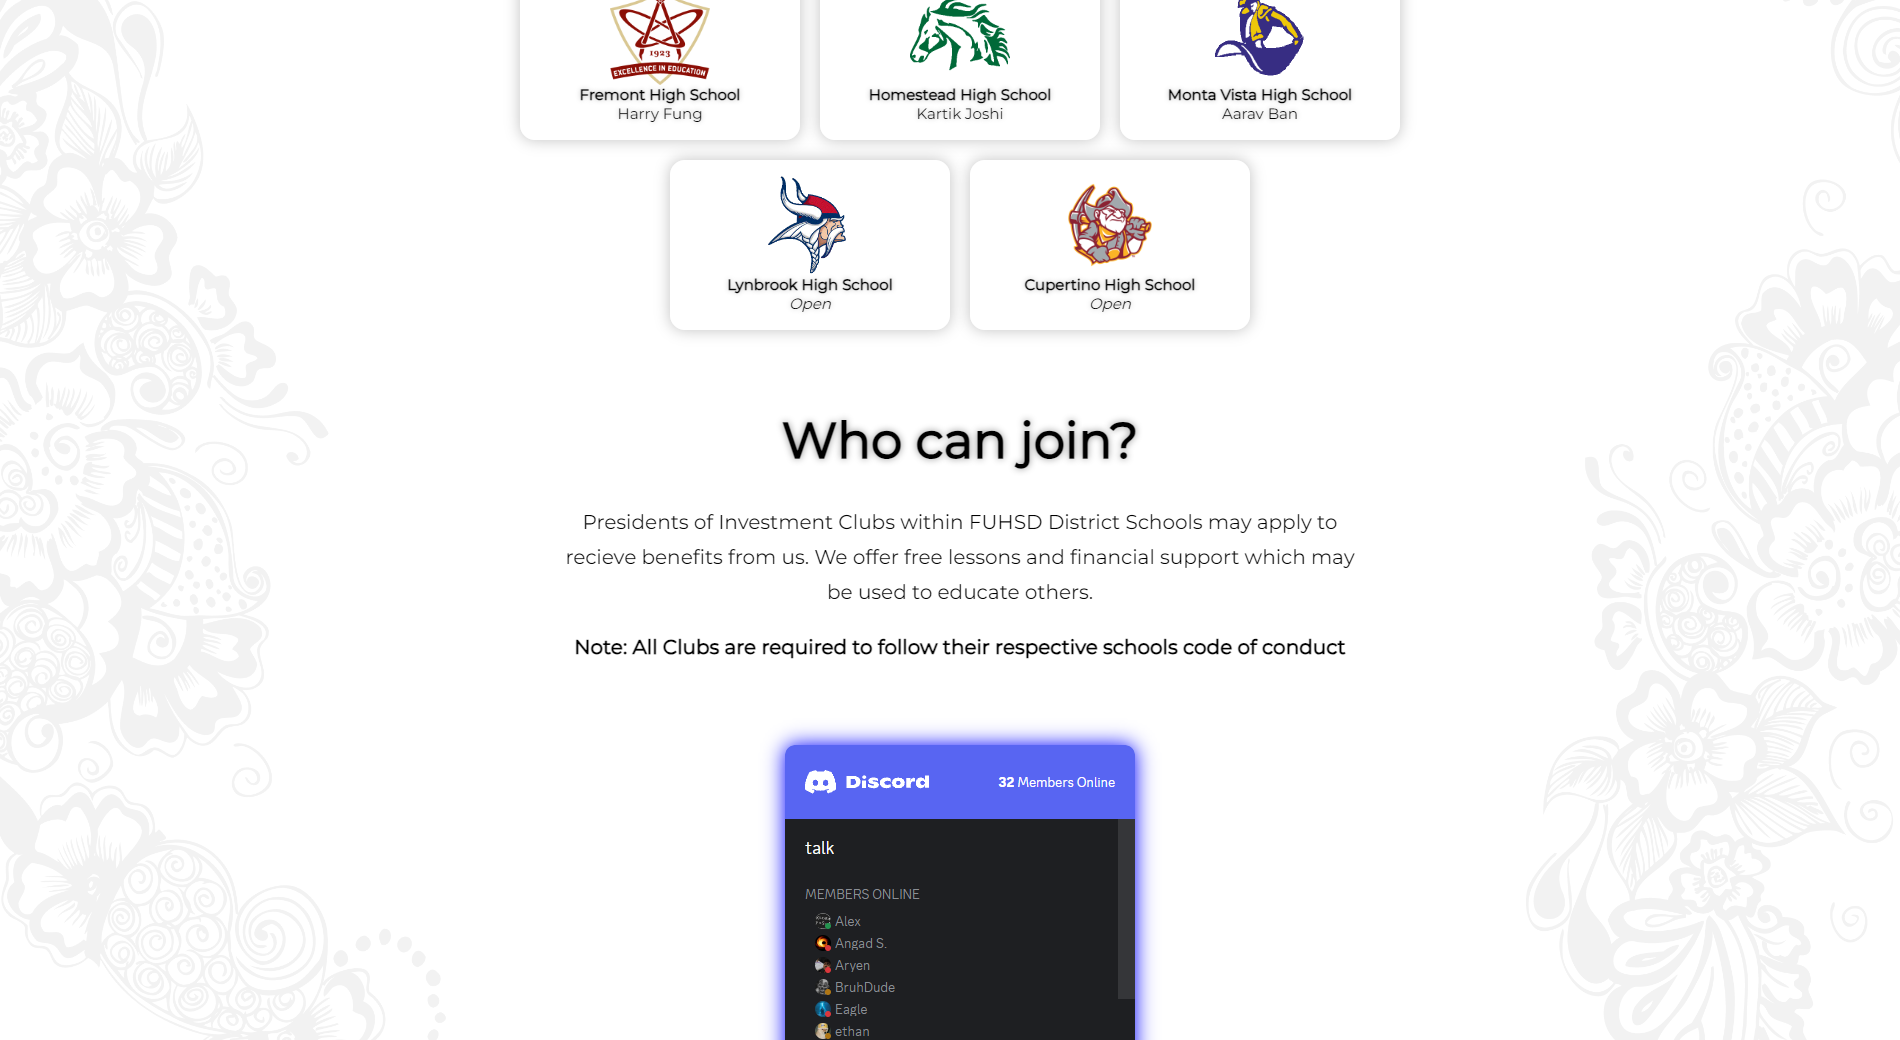 1923
EXCELLENCE IN EDUCATION
Fremont High School
Harry Fung
Homestead High School
Kartik Joshi
Monta Vista High School
Aarav Ban
Lynbrook High School
Open
Cupertino High School
Open
Who can join?
Presidents of Investment Clubs within FUHSD District Schools may apply to
recieve benefits from us. We offer free lessons and financial support which may
be used to educate others.
Note: All Clubs are required to follow their respective schools code of conduct
Discord
32 Members Online
talk
MEMBERS ONLINE
Alex
Angad S.
Aryen
BruhDude
Eagle
ethan